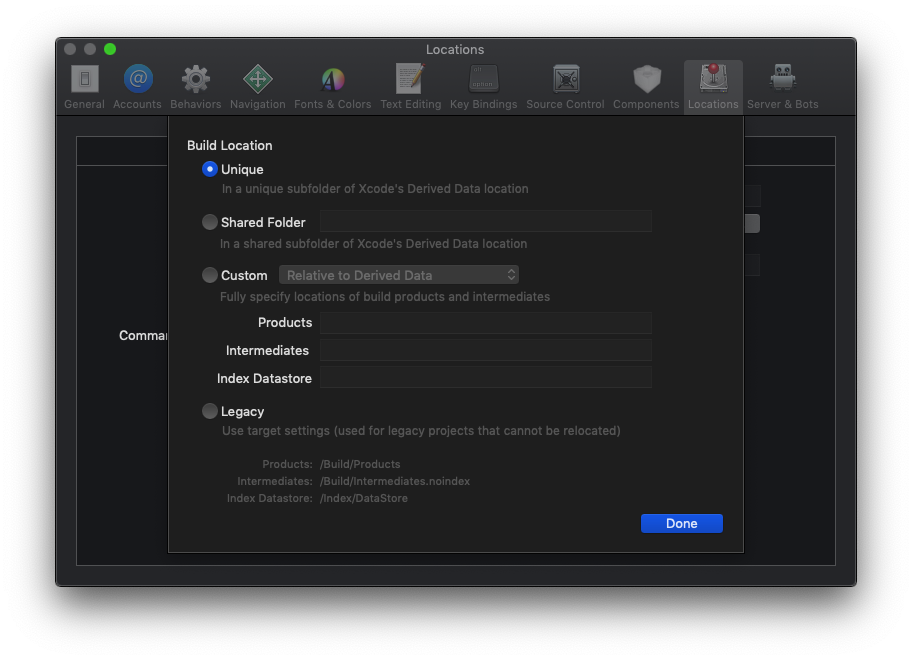 Locations
General Accounts Behaviors Navigation Fonts & Colors Text Editing Key Bindings Source Control Components Locations Server & Bots
Build Location
Unique
In a unique subfolder of Xcode's Derived Data location
Shared Folder
In a shared subfolder of Xcode's Derived Data location
Custom Relative to Derived Data
Fully specify locations of build products and intermediates
Products
Comma
Intermediates
Index Datastore
Legacy
Use target settings (used for legacy projects that cannot be relocated)
Products: /Build/Products
Intermediates: /Build/Intermediates.noindex
Index Datastore: /Index/DataStore
Done